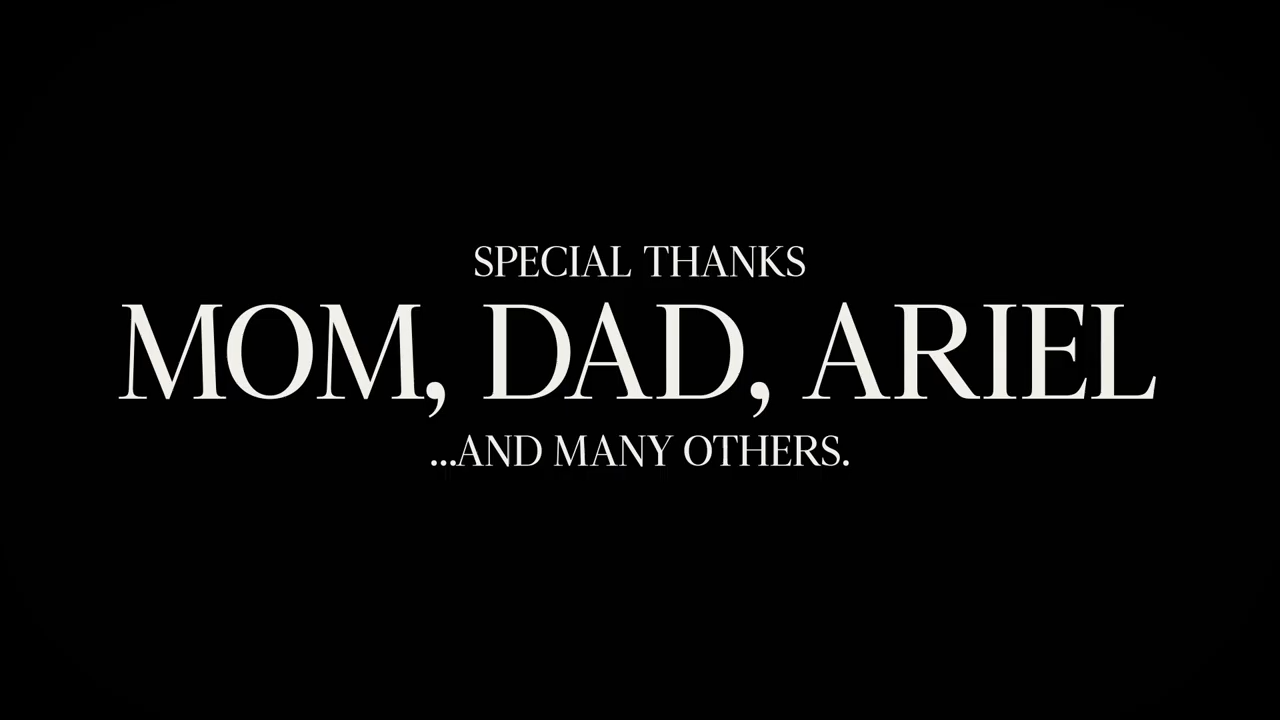 SPECIAL THANKS
MOM, DAD, ARIEL
...AND MANY OTHERS.